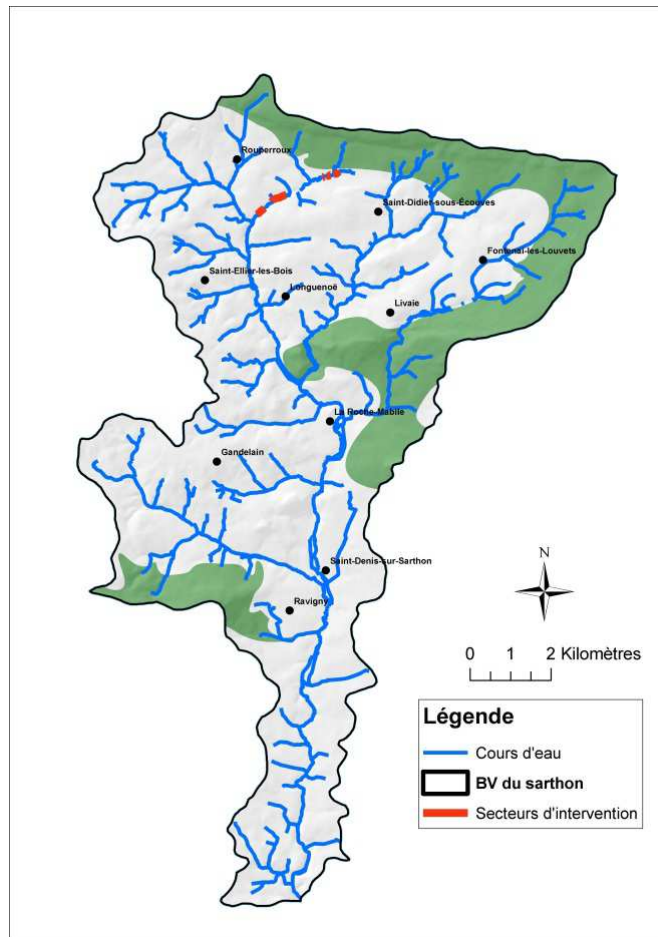 Rouperroux
Saint-Didier-sous-Écouves
Fontenai-les-Louvets
Saint-Ellier-les-Bois
Longuenoë
Livaie
La Roche-Mabile
Gandelain
Saint-Denis-sur-Sarthon
Ravigny
N
0 1 2 Kilomètres
Légende
Cours d'eau
BV du sarthon
Secteurs d'intervention